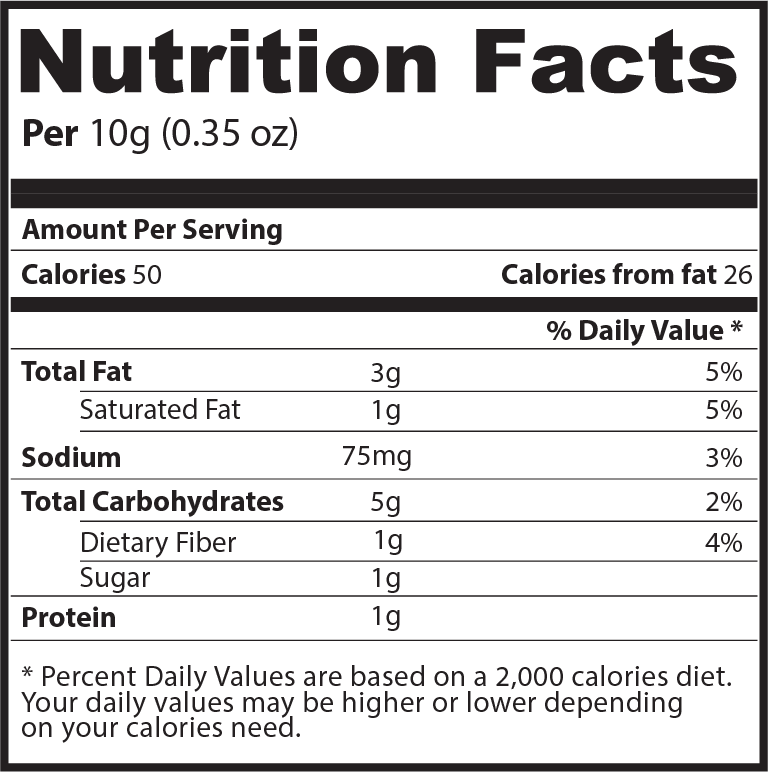 Nutrition Facts
Per 10g (0.35 oz)
Amount Per Serving
Calories 50 Calories from fat 26
% Daily Value *
Total Fat 3g 5%
Saturated Fat 1g 5%
Sodium 75mg 3%
Total Carbohydrates 5g 2%
Dietary Fiber 1g 4%
Sugar 1g
Protein 1g
* Percent Daily Values are based on a 2,000 calories diet.
Your daily values may be higher or lower depending
on your calories need.